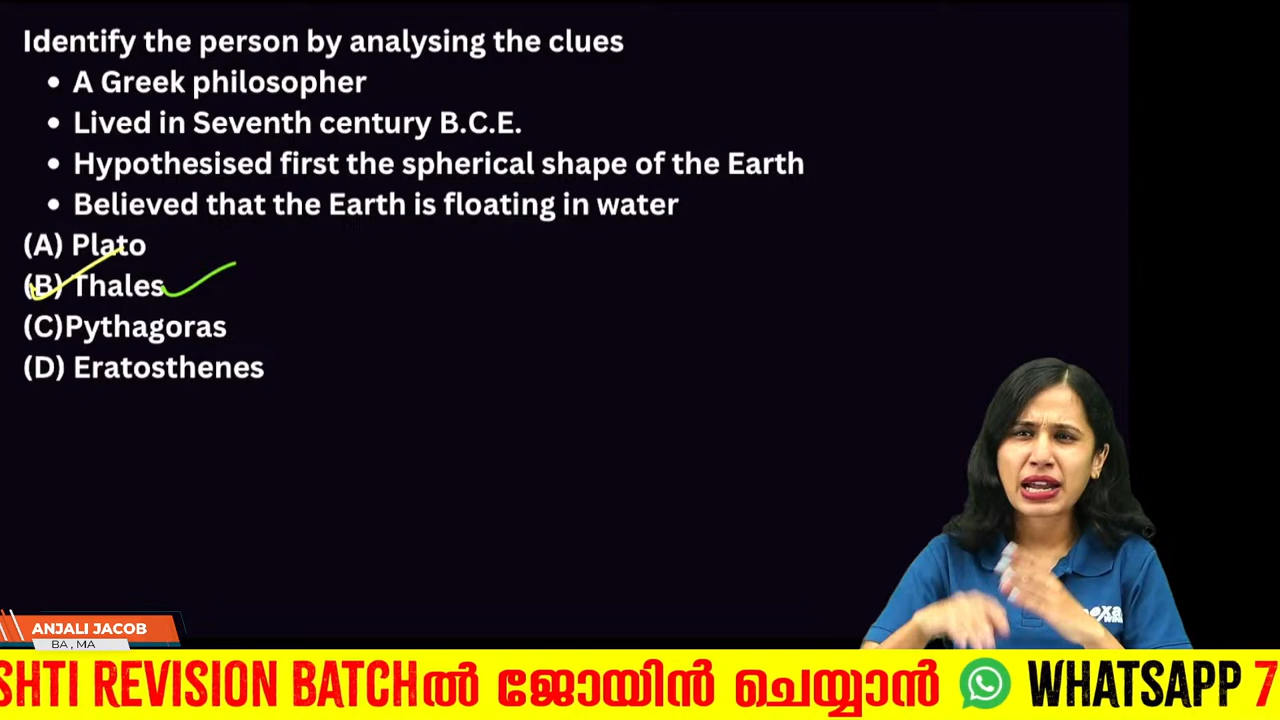 Identify the person by analysing the clues
• A Greek philosopher
• Lived in Seventh century B.C.E.
• Hypothesised first the spherical shape of the Earth
• Believed that the Earth is floating in water
(A) Plato
(B) Thales
(C)Pythagoras
(D) Eratosthenes
ANJALI JACOB
BA , MA
SHTI REVISION BATCHൽ ജോയിൻ ചെയ്യാൻ WHATSAPP 7